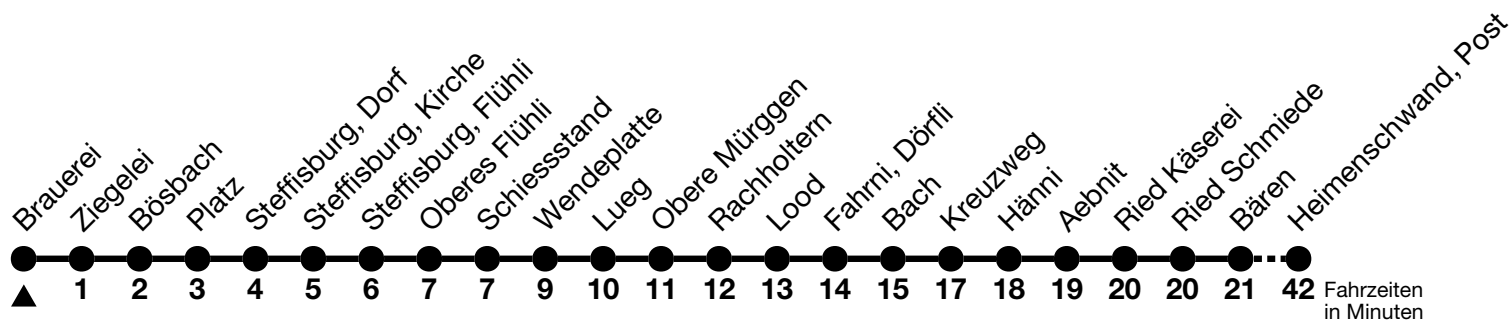 Brauerei
Ziegelei
Bösbach
Platz
Steffisburg, Dorf
Steffisburg, Kirche
Steffisburg, Flühli
Oberes Flühli
Schiessstand
Wendeplatte
Lueg
Obere Mürggen
Rachholtern
Lood
Fahrni, Dörfli
Bach
Kreuzweg
Hänni
Aebnit
Ried Käserei
Ried Schmiede
Bären
Heimenschwand, Post
1 2 3 4 5 6 7 7 9 10 11 12 13 14 15 17 18 19 20 20 21 42 Fahrzeiten
in Minuten